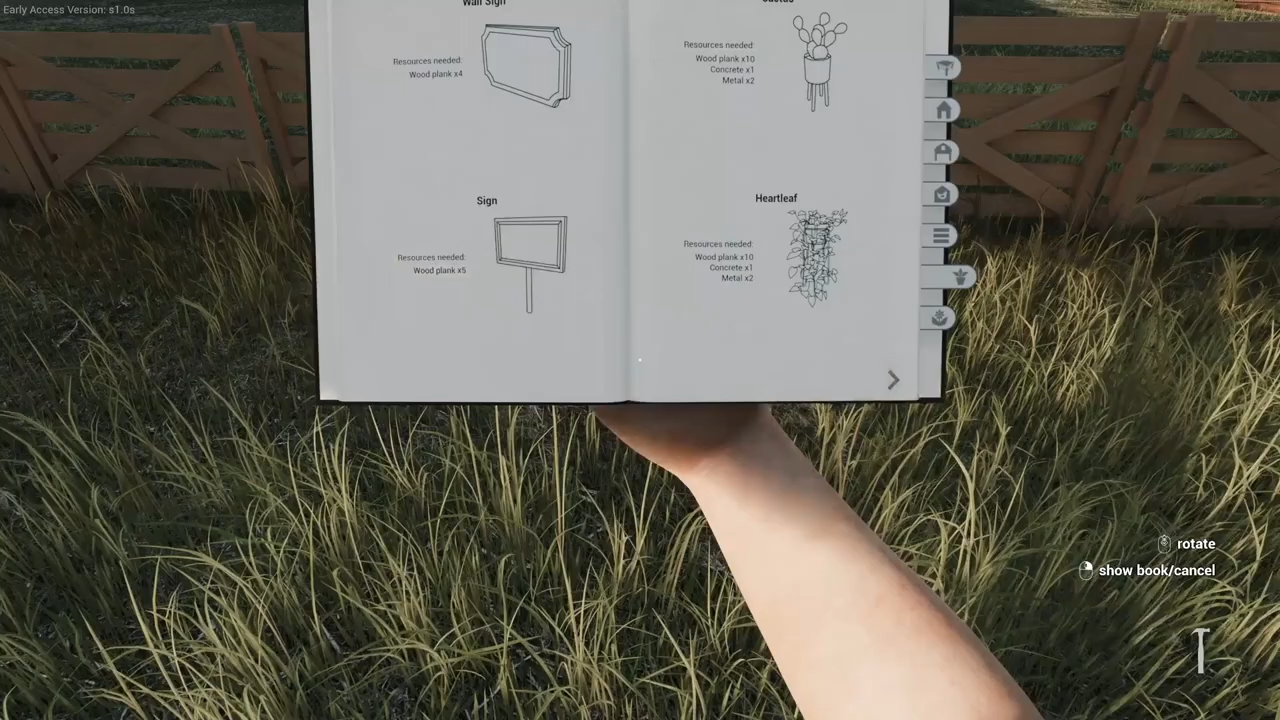 Early Access Version: s1.0s
Wall Sign
Resources needed:
Wood plank x4
Sign
Resources needed:
Wood plank x5
Cactus
Resources needed:
Wood plank x10
Concrete x1
Metal x2
Heartleaf
Resources needed:
Wood plank x10
Concrete x1
Metal x2
rotate
show book/cancel